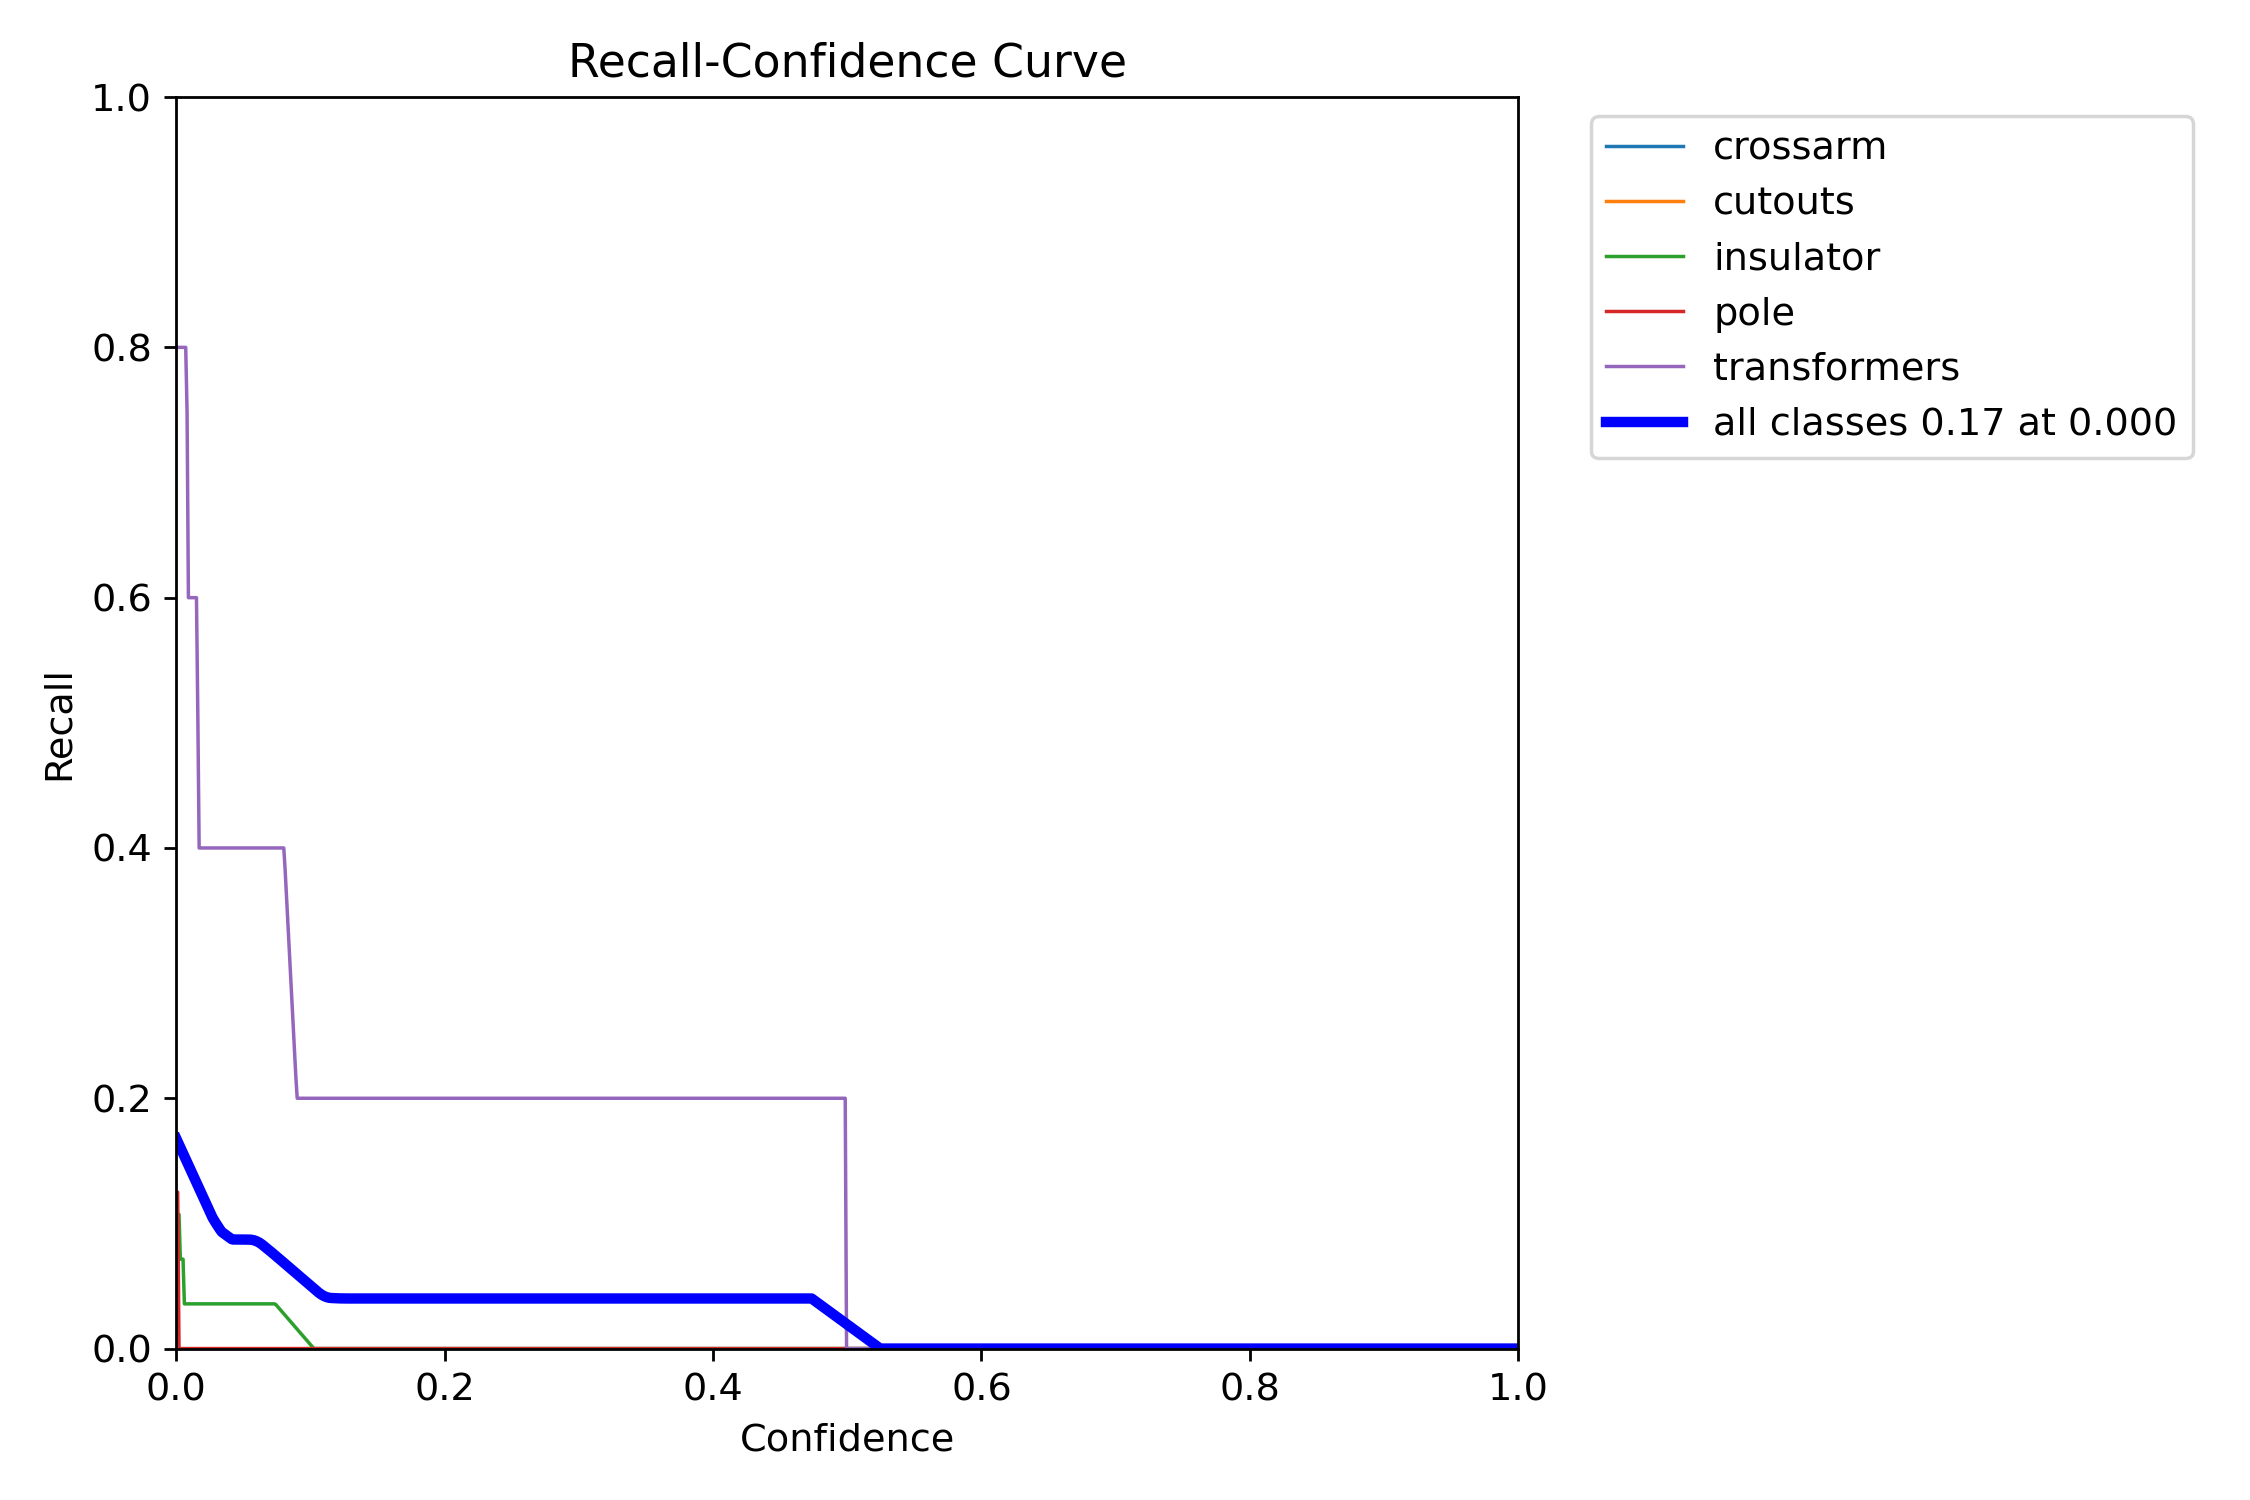 Recall-Confidence Curve
1.0
0.8
0.6
0.4
0.2
0.0
Recall
0.0 0.2 0.4 0.6 0.8 1.0
Confidence
crossarm
cutouts
insulator
pole
transformers
all classes 0.17 at 0.000